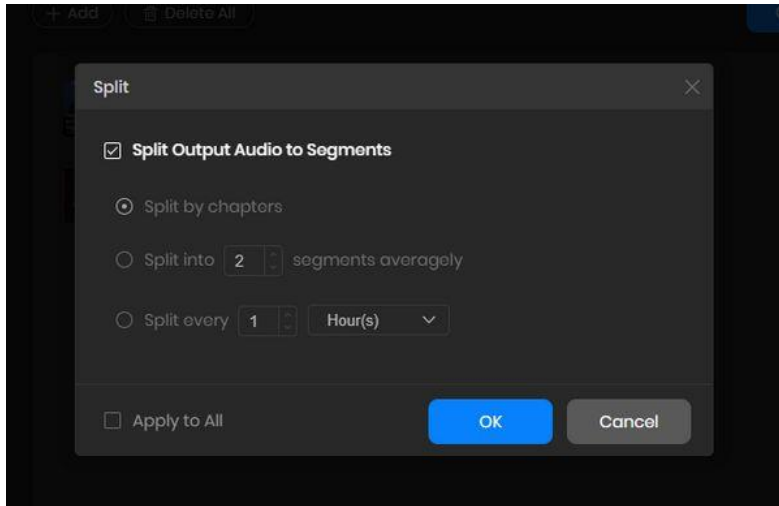 + Add Delete All
Split
Split Output Audio to Segments
Split by chapters
Split into 2 segments averagely
Split every 1 Hour(s)
Apply to All OK Cancel